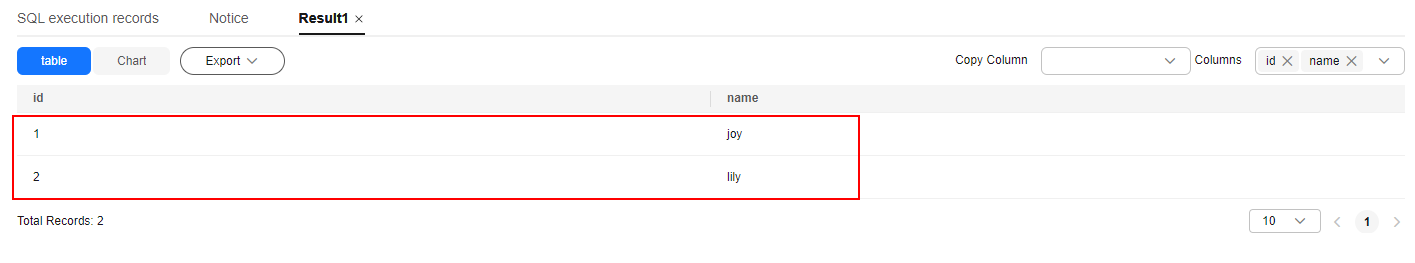 SQL execution records Notice Result1 ×
table Chart Export Copy Column Columns id × name ×
id name
1 joy
2 lily
Total Records: 2 10 1